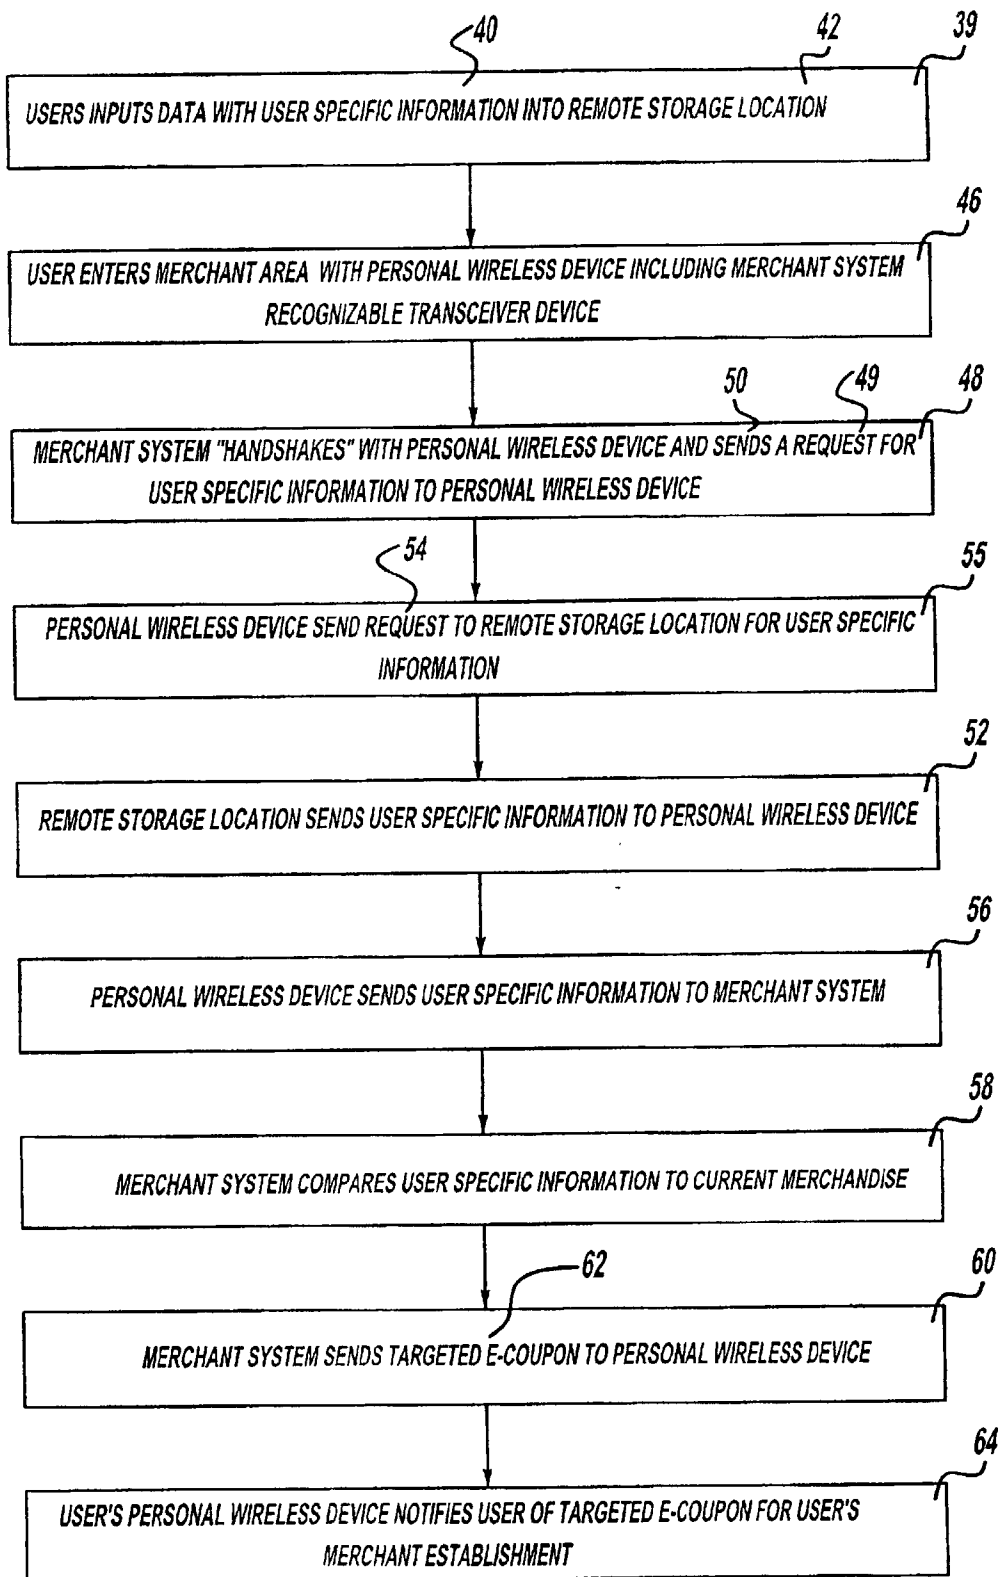 40
42
39
USERS INPUTS DATA WITH USER SPECIFIC INFORMATION INTO REMOTE STORAGE LOCATION
46
USER ENTERS MERCHANT AREA WITH PERSONAL WIRELESS DEVICE INCLUDING MERCHANT SYSTEM
RECOGNIZABLE TRANSCEIVER DEVICE
50
49
48
MERCHANT SYSTEM "HANDSHAKES" WITH PERSONAL WIRELESS DEVICE AND SENDS A REQUEST FOR
USER SPECIFIC INFORMATION TO PERSONAL WIRELESS DEVICE
54
55
PERSONAL WIRELESS DEVICE SEND REQUEST TO REMOTE STORAGE LOCATION FOR USER SPECIFIC
INFORMATION
52
REMOTE STORAGE LOCATION SENDS USER SPECIFIC INFORMATION TO PERSONAL WIRELESS DEVICE
56
PERSONAL WIRELESS DEVICE SENDS USER SPECIFIC INFORMATION TO MERCHANT SYSTEM
58
MERCHANT SYSTEM COMPARES USER SPECIFIC INFORMATION TO CURRENT MERCHANDISE
62
60
MERCHANT SYSTEM SENDS TARGETED E-COUPON TO PERSONAL WIRELESS DEVICE
64
USER'S PERSONAL WIRELESS DEVICE NOTIFIES USER OF TARGETED E-COUPON FOR USER'S
MERCHANT ESTABLISHMENT